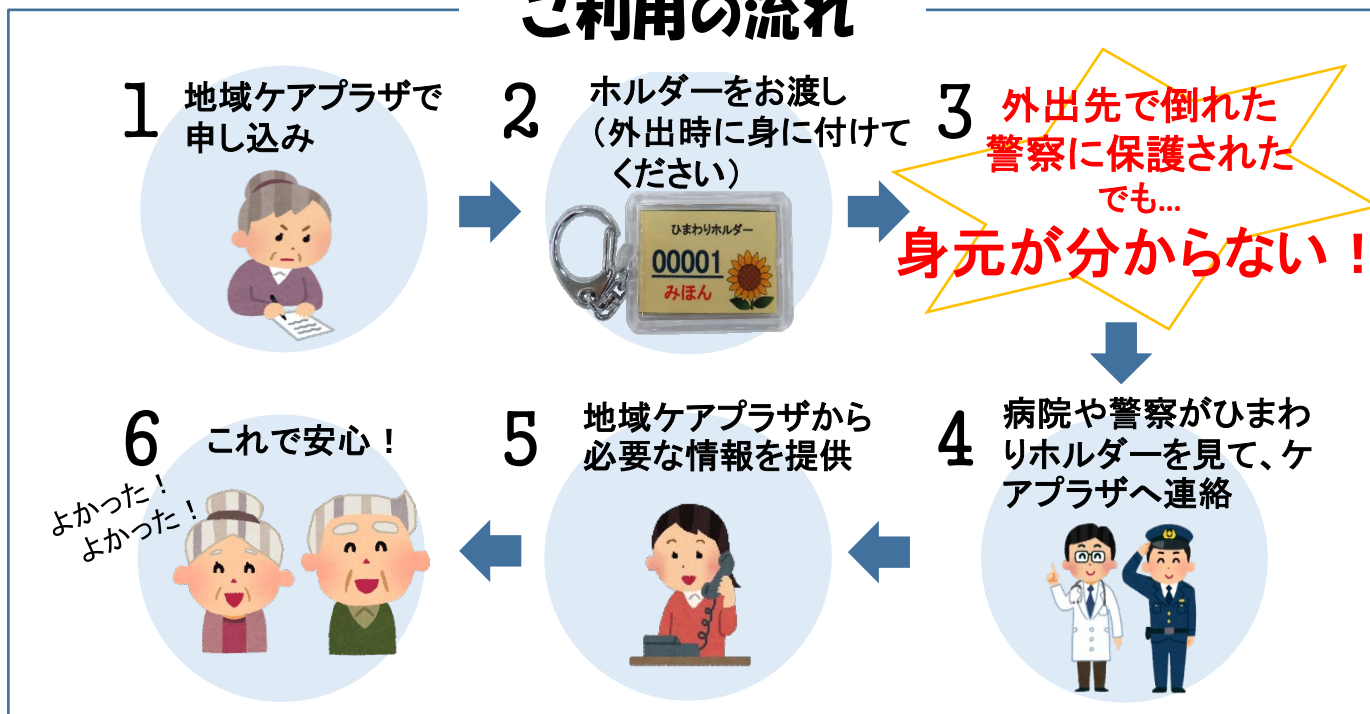 ご利用の流れ
1
地域ケアプラザで
申し込み
2
ホルダーをお渡し
（外出時に身に付けて
ください）
ひまわりホルダー
00001
みほん
3
外出先で倒れた
警察に保護された
でも…
身元が分からない！
4
病院や警察がひまわ
りホルダーを見て、ケ
アプラザへ連絡
5
地域ケアプラザから
必要な情報を提供
6
これで安心！
よかった！
よかった！